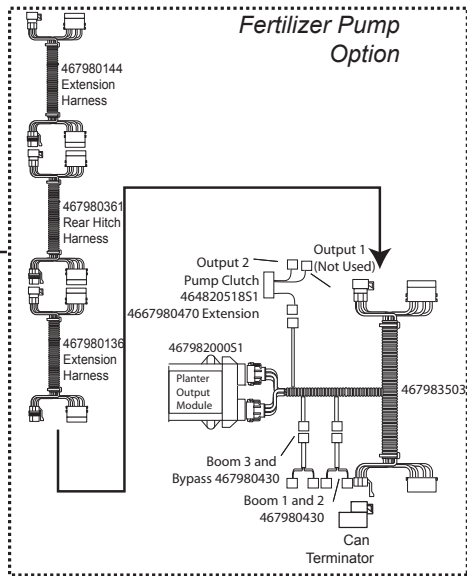 Fertilizer Pump
Option
467980144
Extension
Harness
467980361
Rear Hitch
Harness
467980136
Extension
Harness
Output 2
Output 1
(Not Used)
Pump Clutch
464820518S1
4667980470 Extension
467982000S1
Planter
Output
Module
467983503
Boom 3 and
Bypass 467980430
Boom 1 and 2
467980430
Can
Terminator